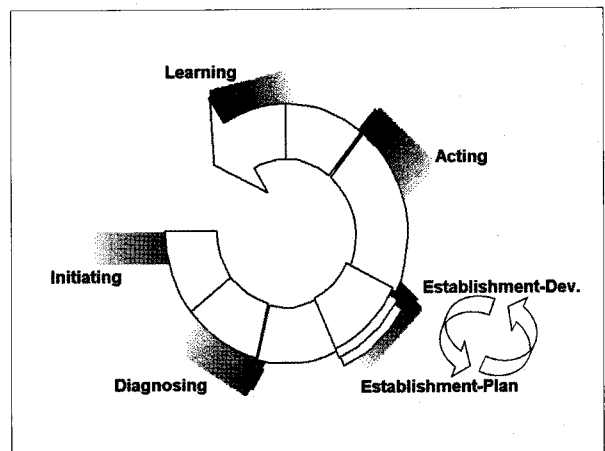 Learning
Acting
Initiating
Establishment-Dev.
Diagnosing
Establishment-Plan